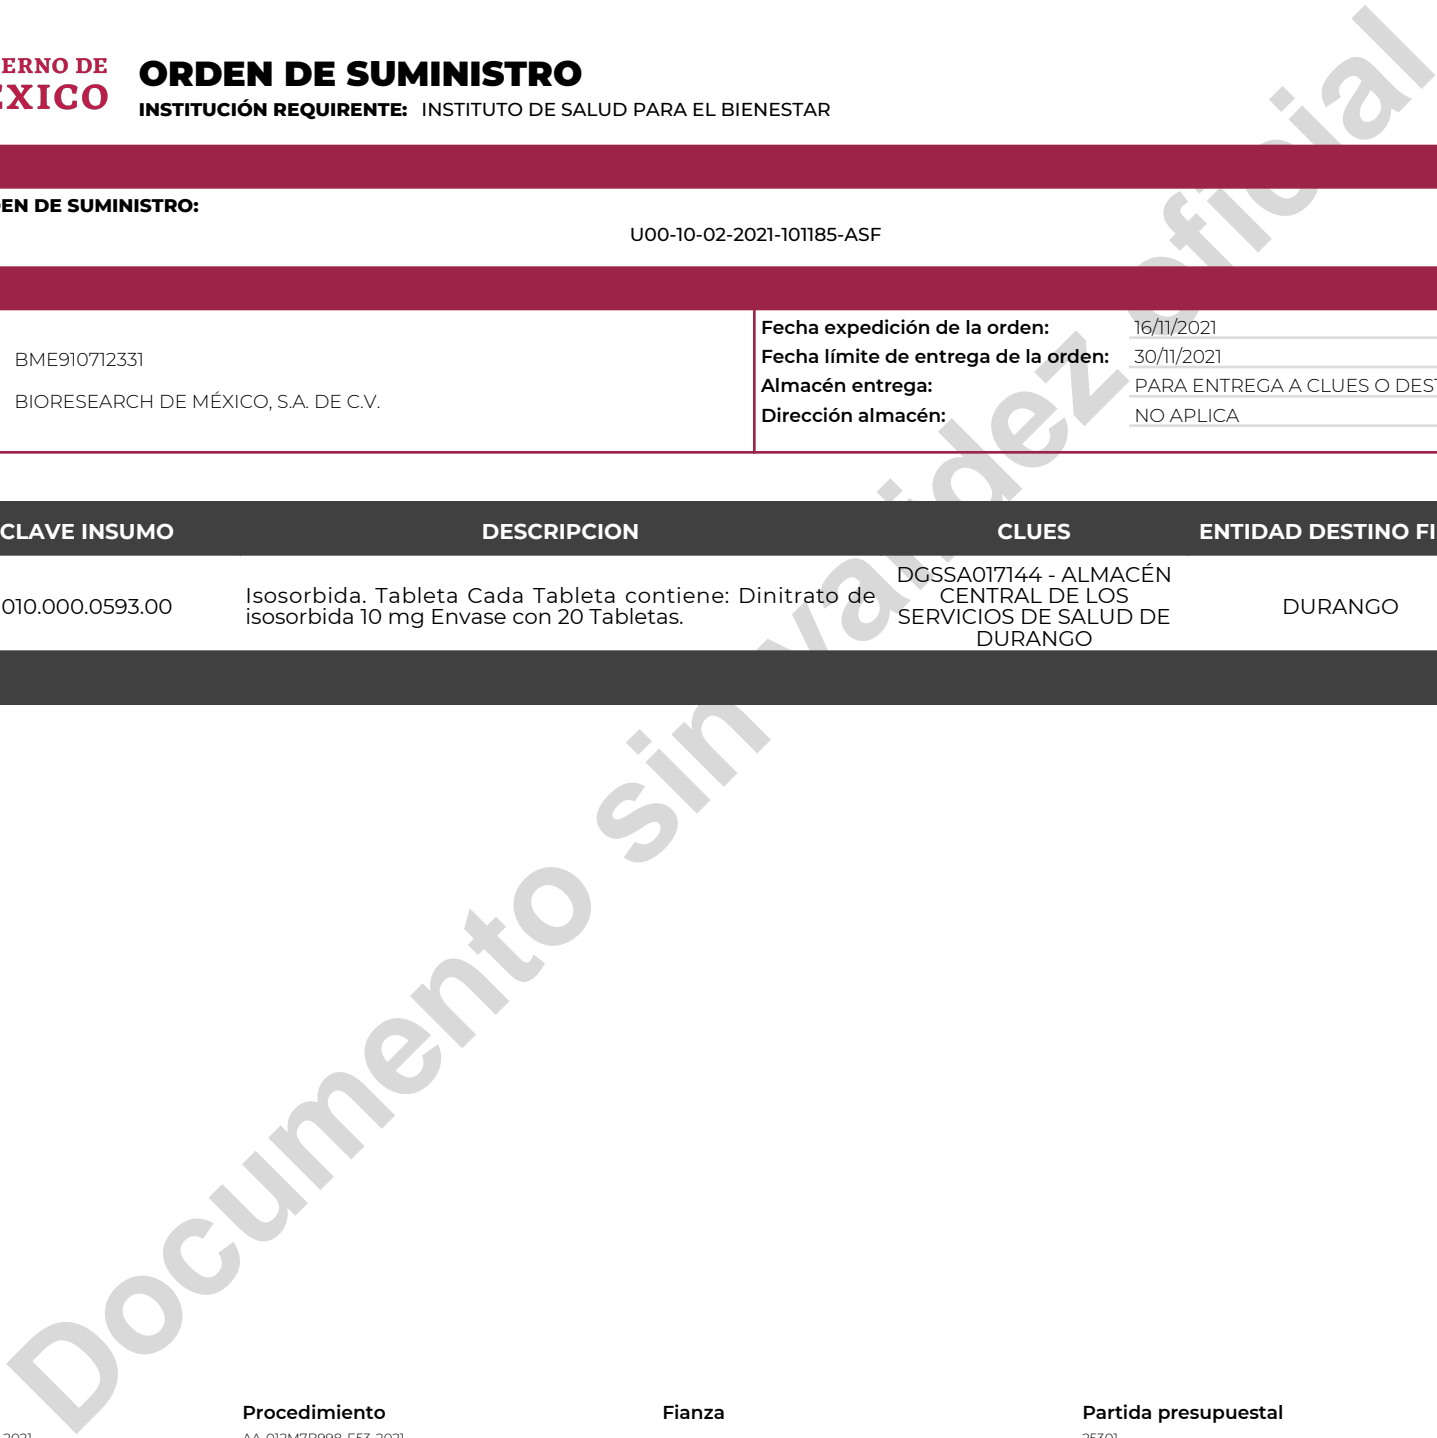 ERNO DE
ÉXICO
ORDEN DE SUMINISTRO
INSTITUCIÓN REQUIRENTE: INSTITUTO DE SALUD PARA EL BIENESTAR
EN DE SUMINISTRO:
U00-10-02-2021-101185-ASF
BME910712331
BIORESEARCH DE MÉXICO, S.A. DE C.V.
Fecha expedición de la orden: 16/11/2021
Fecha límite de entrega de la orden: 30/11/2021
Almacén entrega: PARA ENTREGA A CLUES O DEST
Dirección almacén: NO APLICA
CLAVE INSUMO DESCRIPCION CLUES ENTIDAD DESTINO FI
010.000.0593.00
Isosorbida. Tableta Cada Tableta contiene: Dinitrato de
isosorbida 10 mg Envase con 20 Tabletas.
DGSSA017144 - ALMACÉN
CENTRAL DE LOS
SERVICIOS DE SALUD DE
DURANGO
DURANGO
Documento sin validez oficial
Procedimiento Fianza Partida presupuestal